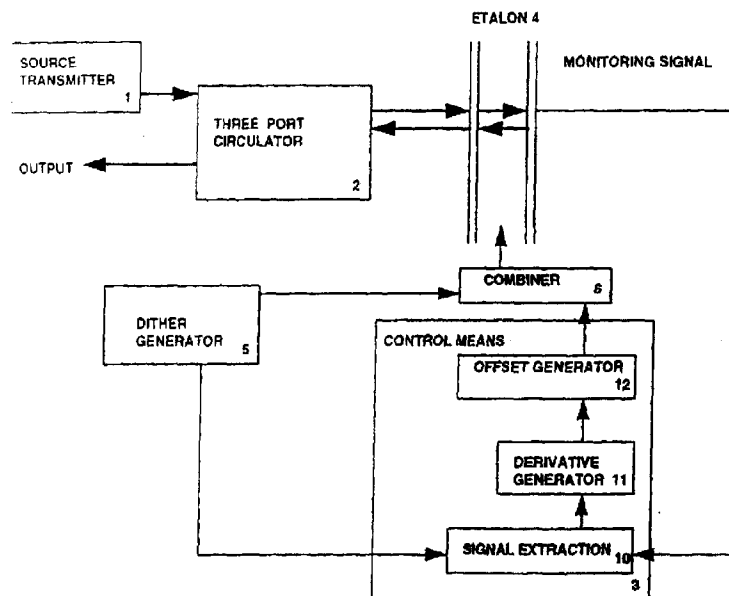 ETALON 4
SOURCE
TRANSMITTER
1
MONITORING SIGNAL
THREE PORT
CIRCULATOR
2
OUTPUT
COMBINER
6
DITHER
GENERATOR
5
CONTROL MEANS
OFFSET GENERATOR
12
DERIVATIVE
GENERATOR 11
SIGNAL EXTRACTION
10
3